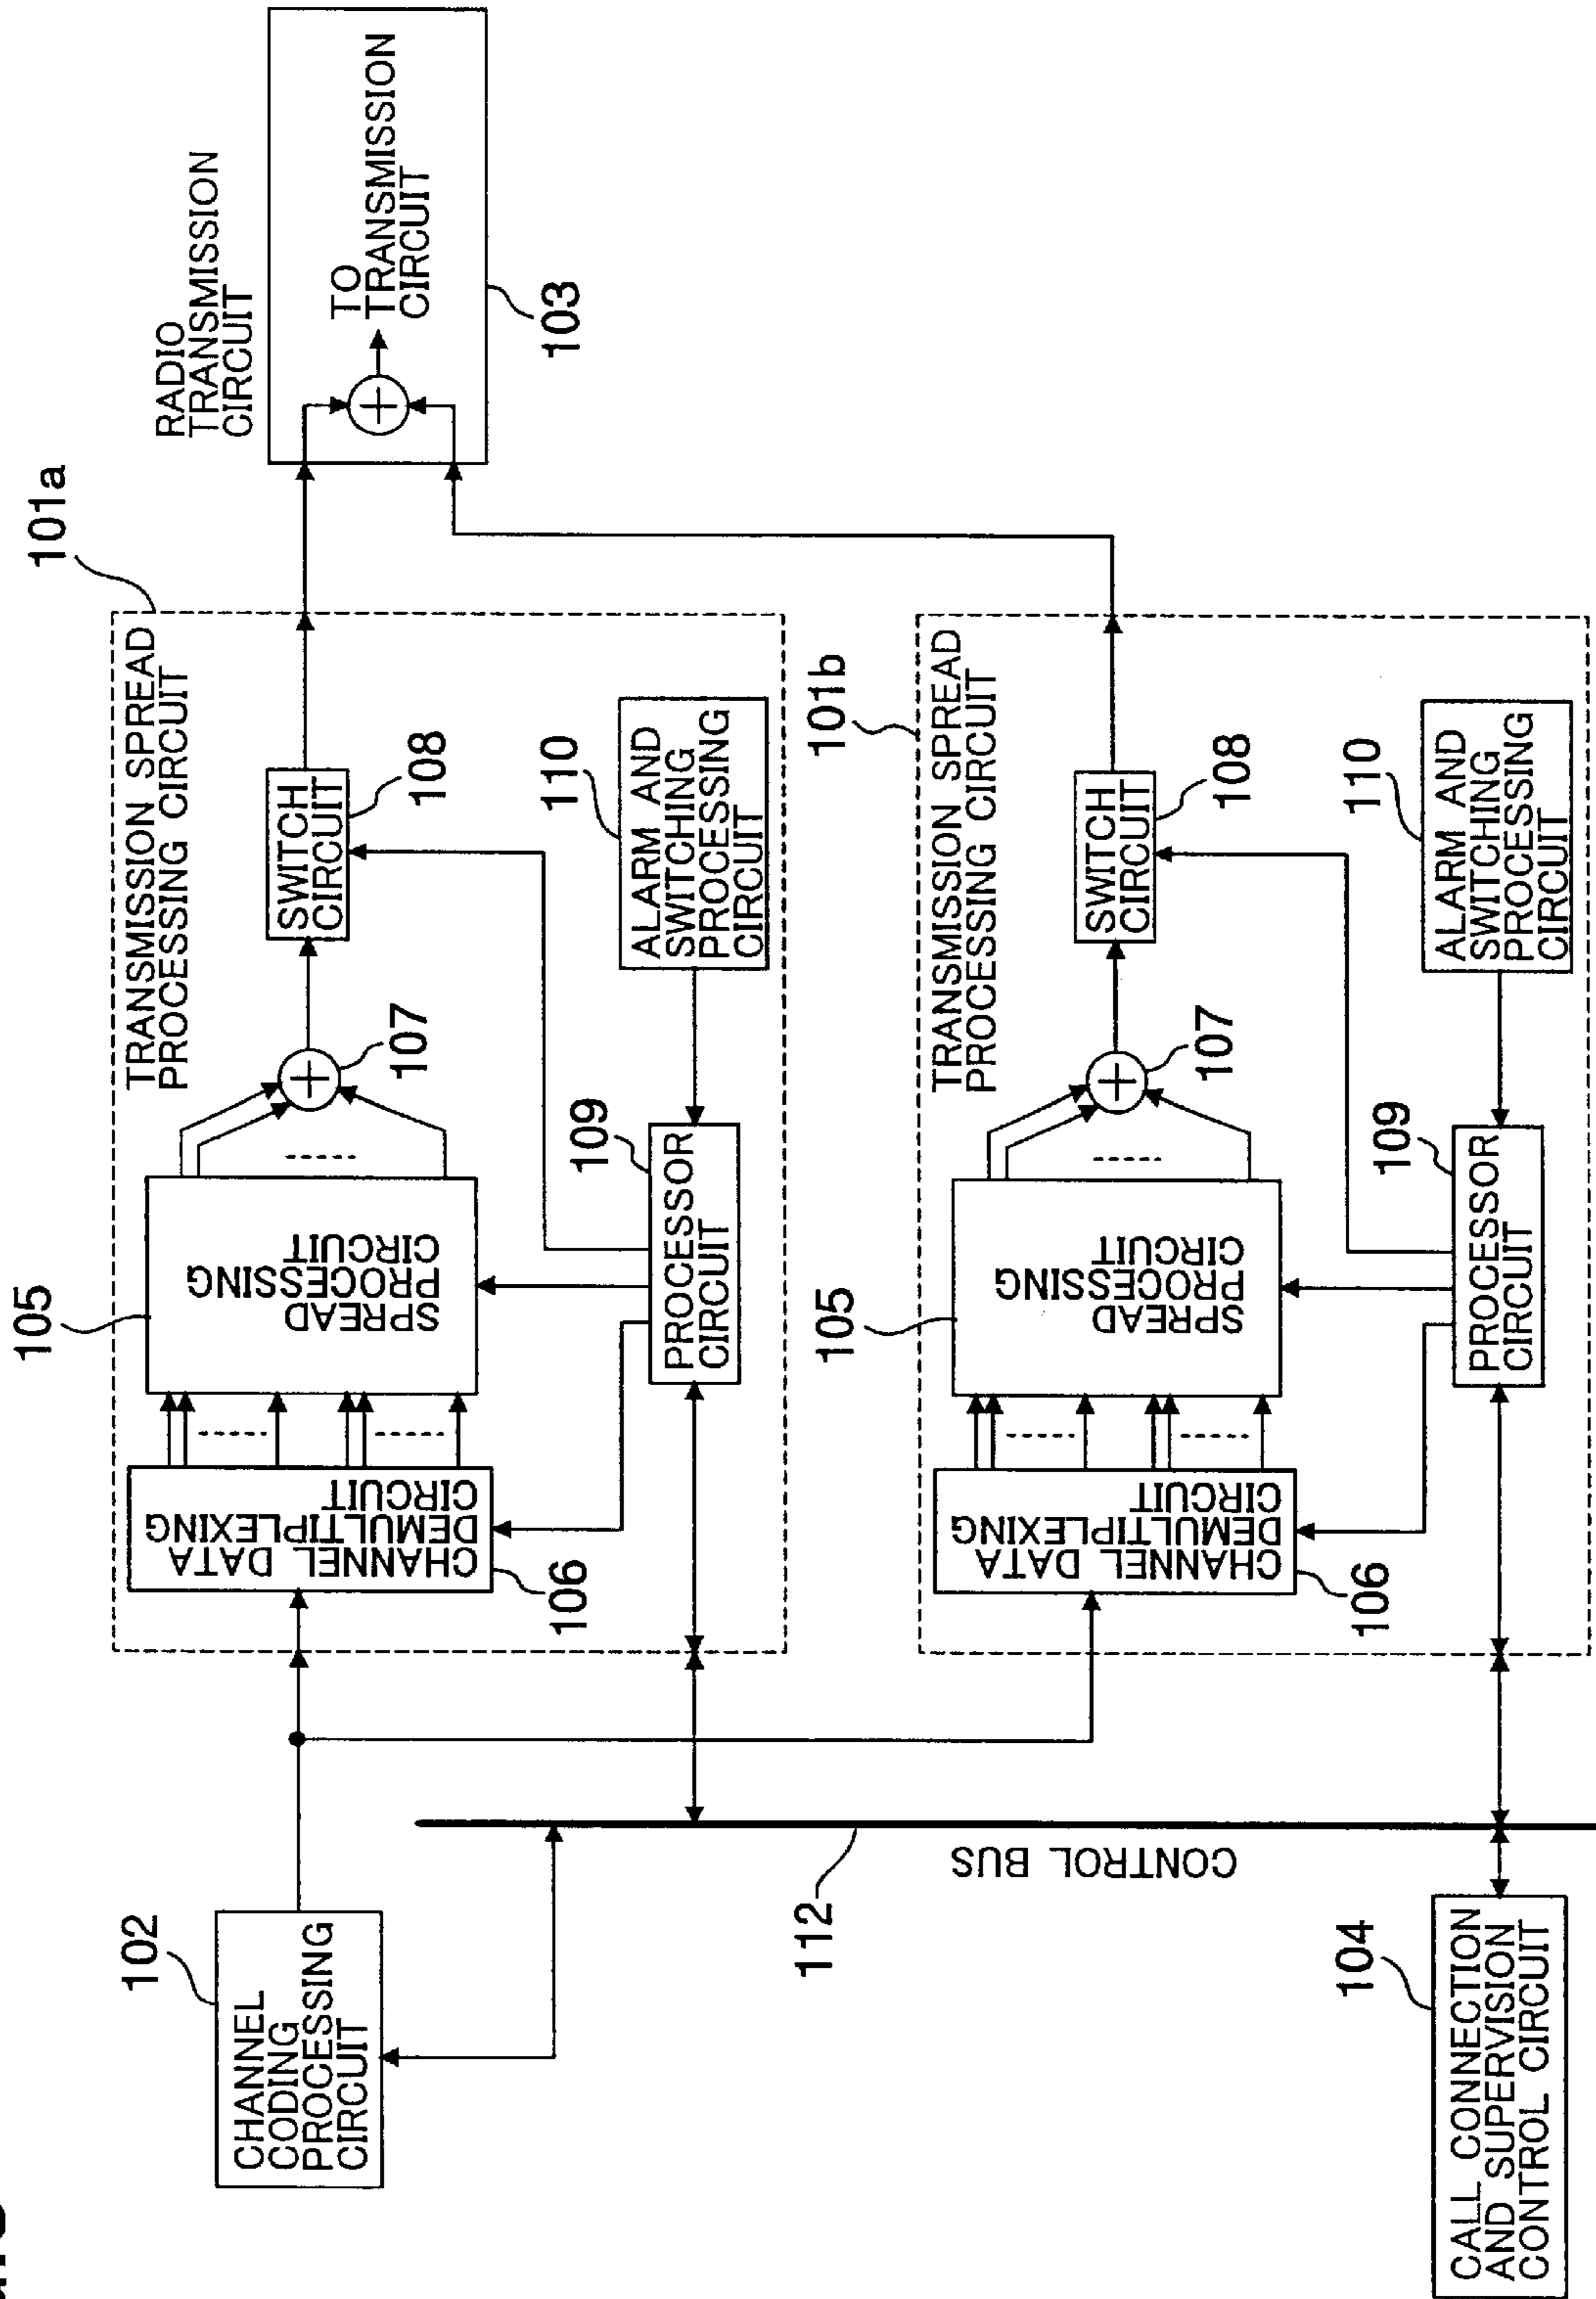 102
CHANNEL
CODING
PROCESSING
CIRCUIT
104
CALL CONNECTION
AND SUPERVISION
CONTROL CIRCUIT
112
CONTROL BUS
101a
TRANSMISSION SPREAD
PROCESSING CIRCUIT
106
CHANNEL DATA
DEMULTIPLEXING
CIRCUIT
105
SPREAD
PROCESSING
CIRCUIT
107
SWITCH
CIRCUIT
108
109
PROCESSOR
CIRCUIT
110
ALARM AND
SWITCHING
PROCESSING
CIRCUIT
101b
TRANSMISSION SPREAD
PROCESSING CIRCUIT
106
CHANNEL DATA
DEMULTIPLEXING
CIRCUIT
105
SPREAD
PROCESSING
CIRCUIT
107
SWITCH
CIRCUIT
108
109
PROCESSOR
CIRCUIT
110
ALARM AND
SWITCHING
PROCESSING
CIRCUIT
RADIO
TRANSMISSION
CIRCUIT
TO
TRANSMISSION
CIRCUIT
103